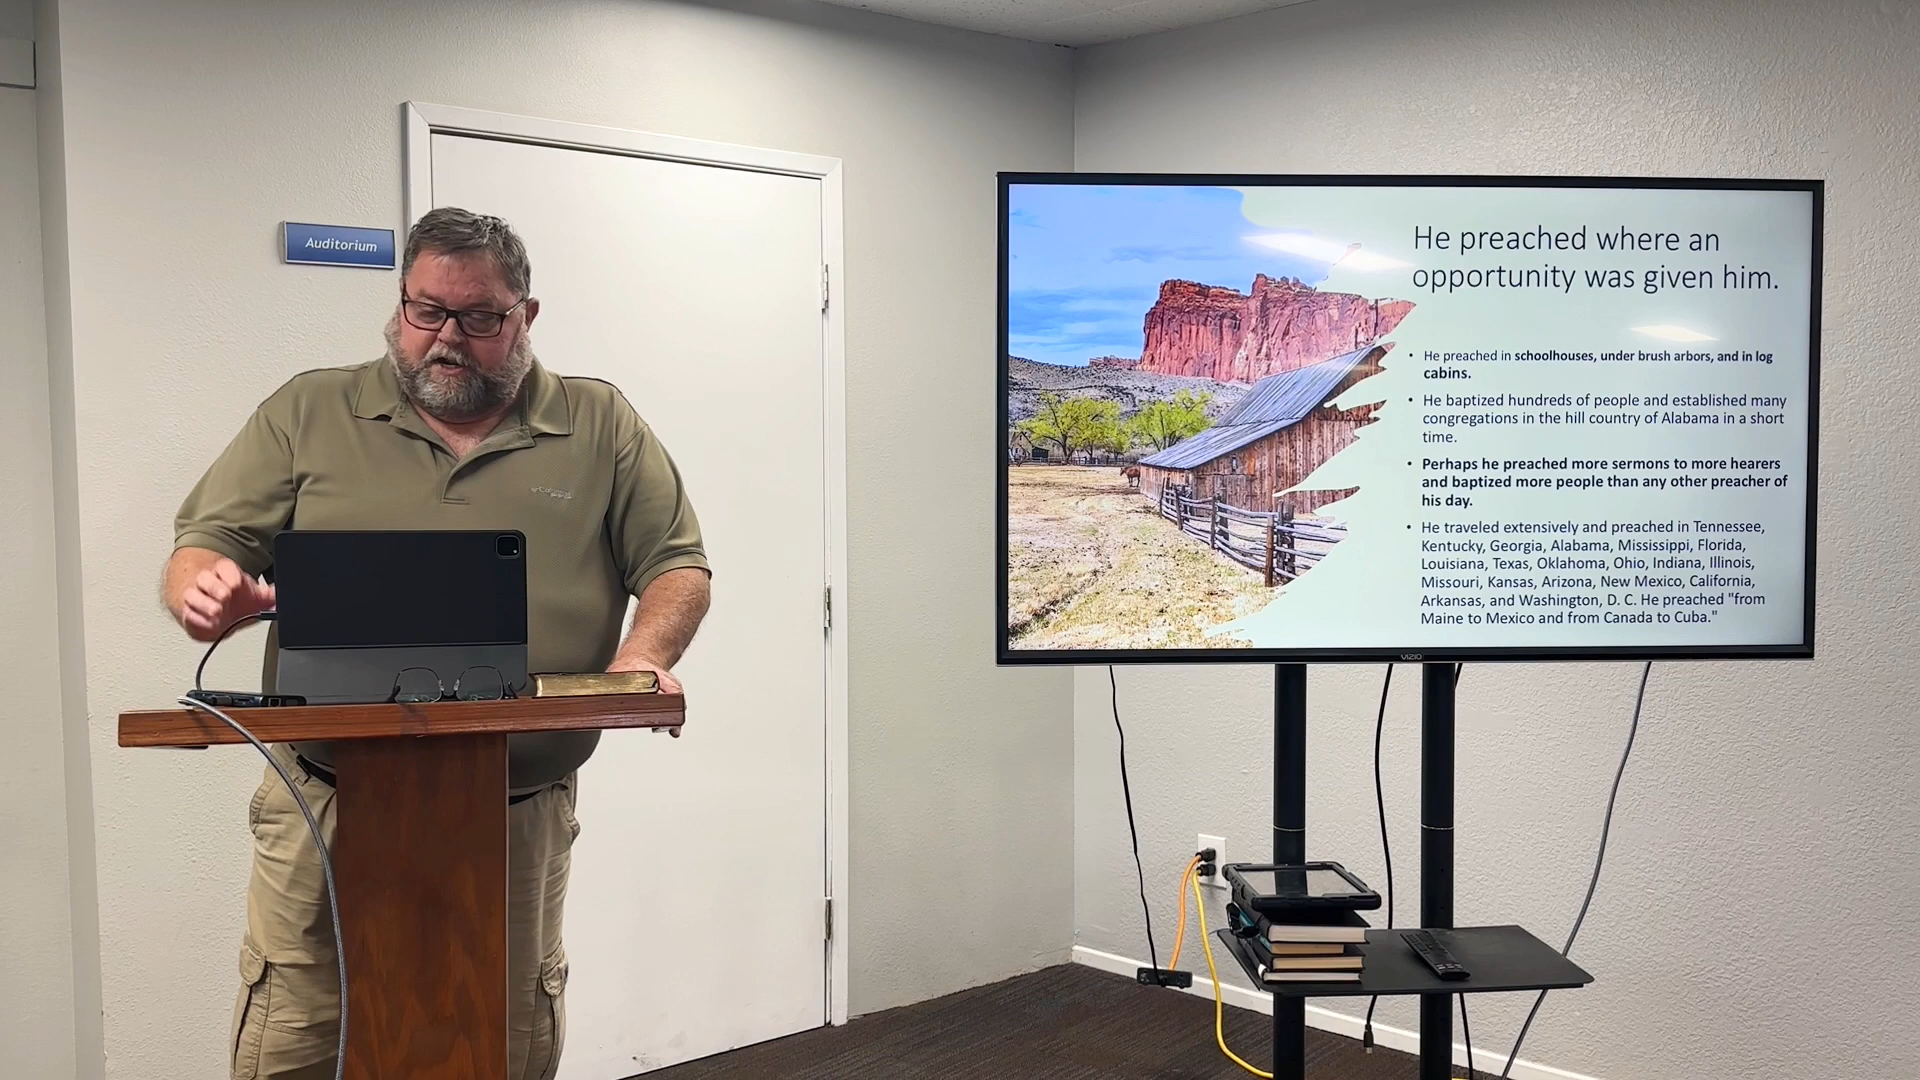 Auditorium
Columbia
He preached where an
opportunity was given him.
• He preached in schoolhouses, under brush arbors, and in log
cabins.
• He baptized hundreds of people and established many
congregations in the hill country of Alabama in a short
time.
• Perhaps he preached more sermons to more hearers
and baptized more people than any other preacher of
his day.
• He traveled extensively and preached in Tennessee,
Kentucky, Georgia, Alabama, Mississippi, Florida,
Louisiana, Texas, Oklahoma, Ohio, Indiana, Illinois,
Missouri, Kansas, Arizona, New Mexico, California,
Arkansas, and Washington, D. C. He preached "from
Maine to Mexico and from Canada to Cuba."
VIZIO